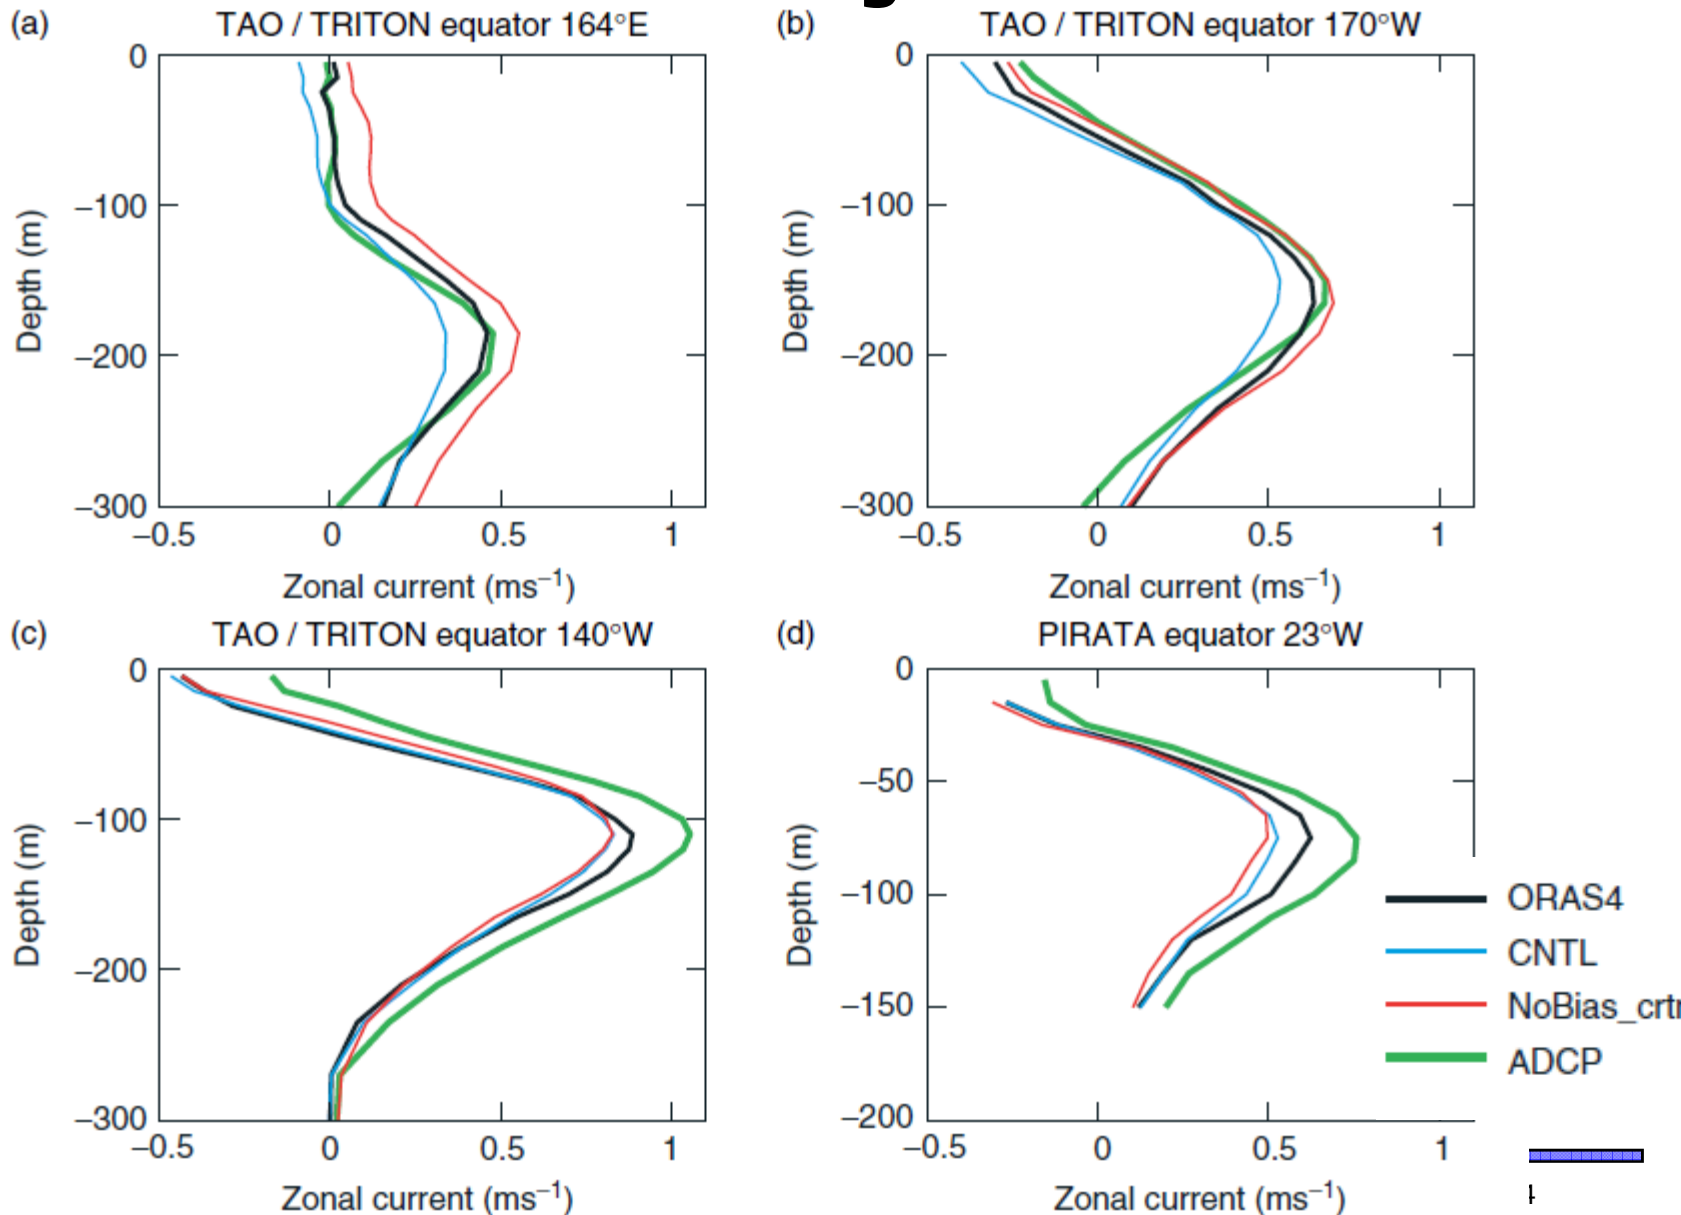 (a) TAO / TRITON equator 164°E
0
−100
−200
−300
Depth (m)
−0.5 0 0.5 1
Zonal current (ms⁻¹)
(b) TAO / TRITON equator 170°W
0
−100
−200
−300
Depth (m)
−0.5 0 0.5 1
Zonal current (ms⁻¹)
(c) TAO / TRITON equator 140°W
0
−100
−200
−300
Depth (m)
−0.5 0 0.5 1
Zonal current (ms⁻¹)
(d) PIRATA equator 23°W
0
−50
−100
−150
−200
Depth (m)
−0.5 0 0.5 1
Zonal current (ms⁻¹)
ORAS4
CNTL
NoBias_crtr
ADCP